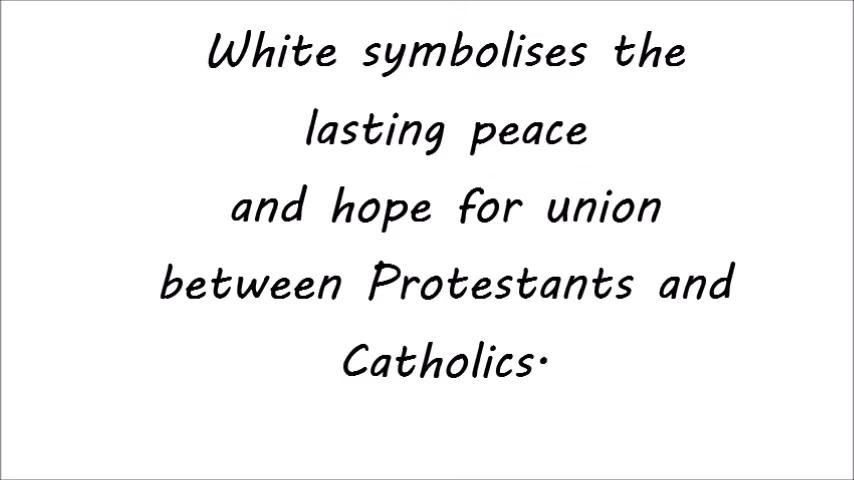 White symbolises the
lasting peace
and hope for union
between Protestants and
Catholics.